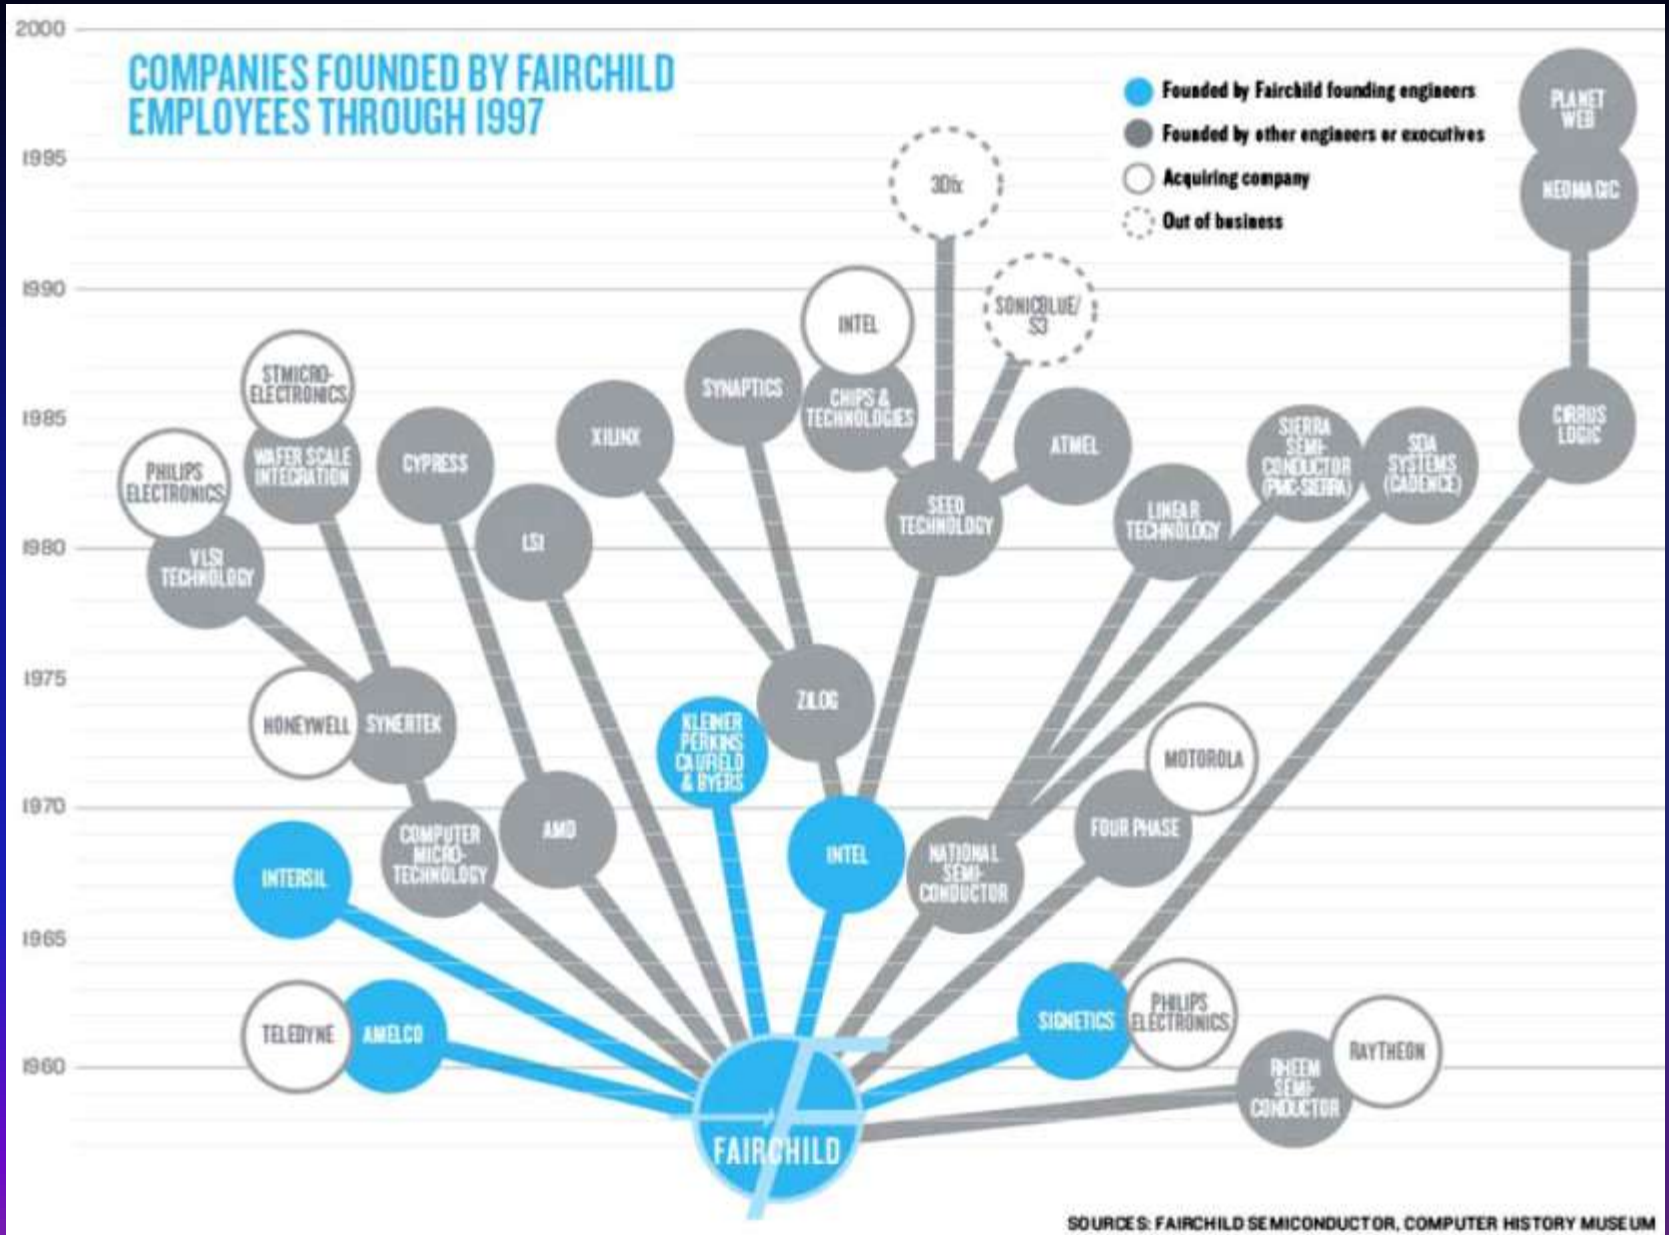 2000
COMPANIES FOUNDED BY FAIRCHILD
EMPLOYEES THROUGH 1997
Founded by Fairchild founding engineers
Founded by other engineers or executives
Acquiring company
Out of business
PLANET
WEB
NEOMAGIC
1995
3Dfx
1990
SONICBLUE/
S3
INTEL
STMICRO-
ELECTRONICS
SYNAPTICS
CHIPS &
TECHNOLOGIES
1985
XILINX
ATMEL
CIRRUS
LOGIC
SIERRA
SEMI-
CONDUCTOR
(PMC-SIERRA)
SDA
SYSTEMS
(CADENCE)
WAFER SCALE
INTEGRATION
CYPRESS
PHILIPS
ELECTRONICS
SEEQ
TECHNOLOGY
LINEAR
TECHNOLOGY
LSI
1980
VLSI
TECHNOLOGY
1975
ZILOG
HONEYWELL
SYNERTEK
KLEINER
PERKINS
CAUFIELD
& BYERS
MOTOROLA
1970
COMPUTER
MICRO-
TECHNOLOGY
AMD
FOUR PHASE
INTEL
NATIONAL
SEMI-
CONDUCTOR
INTERSIL
1965
SIGNETICS
PHILIPS
ELECTRONICS
TELEDYNE
AMELCO
RAYTHEON
1960
RHEEM
SEMI-
CONDUCTOR
FAIRCHILD
SOURCES: FAIRCHILD SEMICONDUCTOR, COMPUTER HISTORY MUSEUM